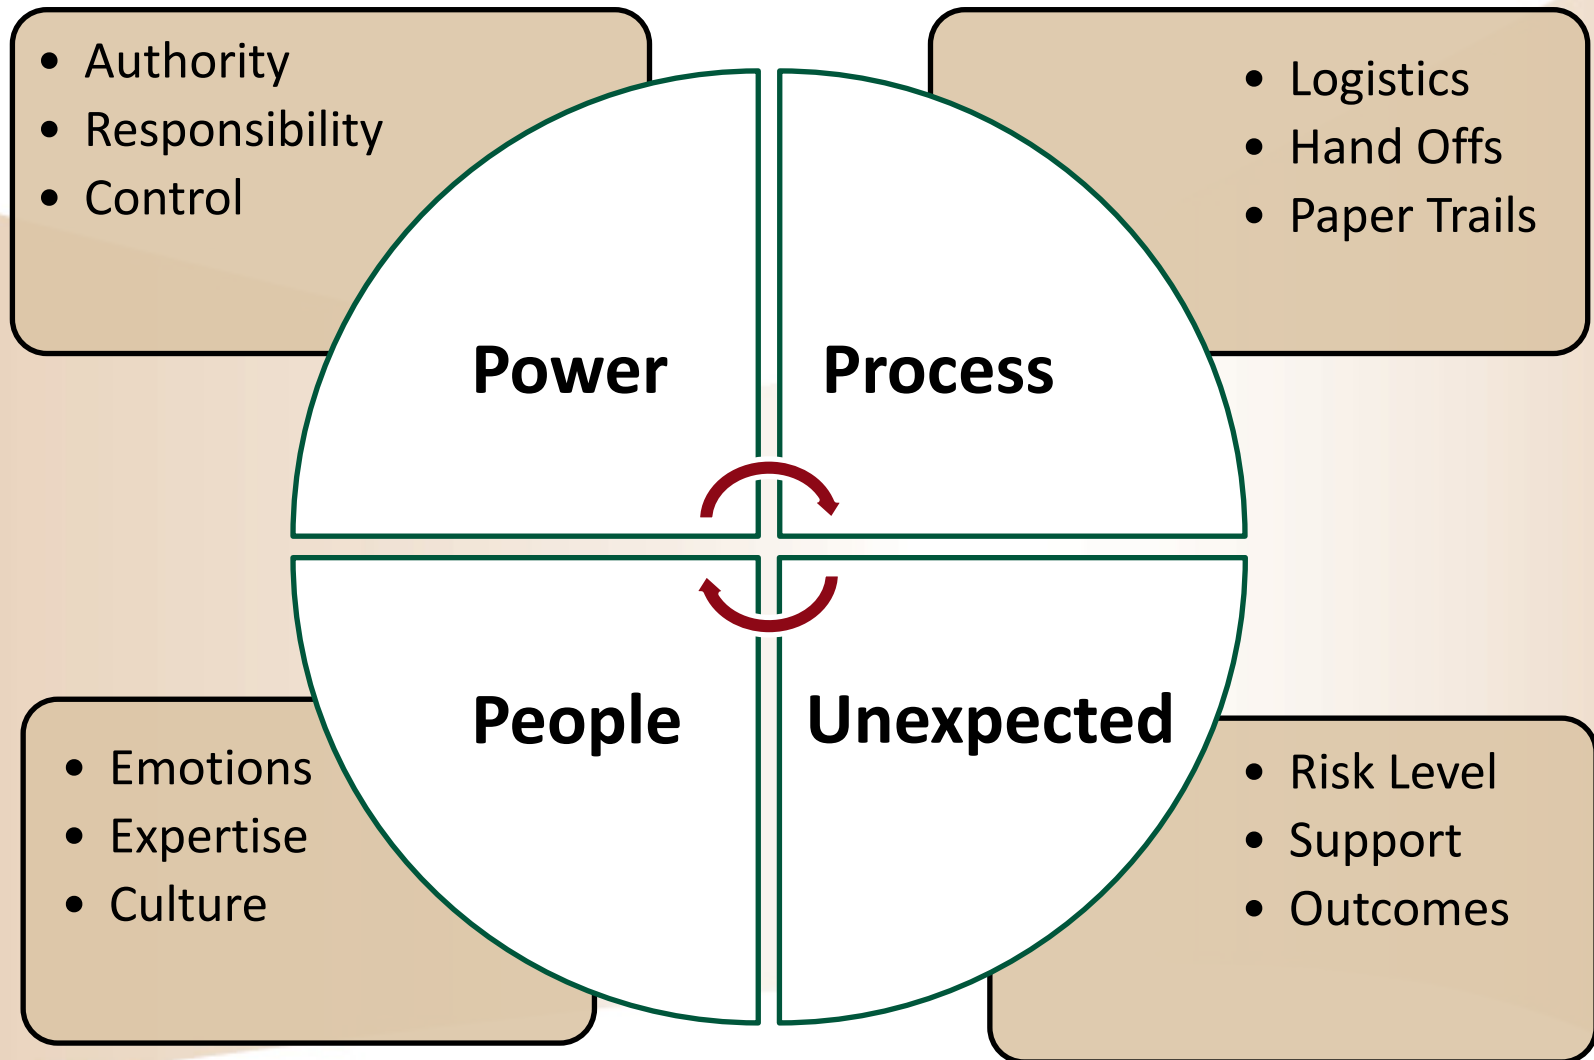 • Authority
• Responsibility
• Control
• Logistics
• Hand Offs
• Paper Trails
Power
Process
People
Unexpected
• Emotions
• Expertise
• Culture
• Risk Level
• Support
• Outcomes